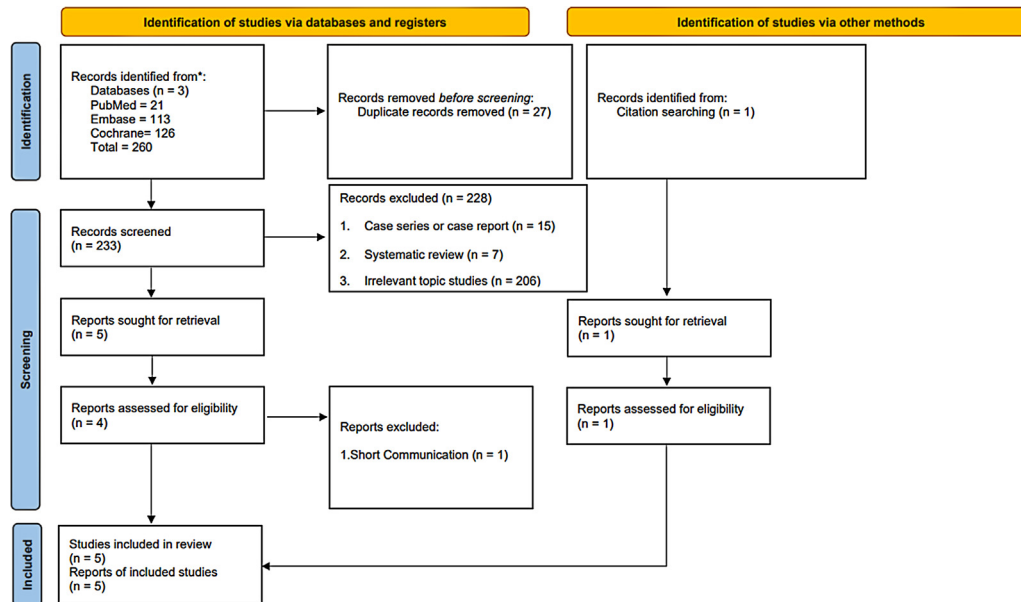 Identification of studies via databases and registers
Identification of studies via other methods
Identification
Records identified from*:
Databases (n = 3)
PubMed = 21
Embase = 113
Cochrane= 126
Total = 260
Records removed before screening:
Duplicate records removed (n = 27)
Records identified from:
Citation searching (n = 1)
Screening
Records screened
(n = 233)
Records excluded (n = 228)
1. Case series or case report (n = 15)
2. Systematic review (n = 7)
3. Irrelevant topic studies (n = 206)
Reports sought for retrieval
(n = 5)
Reports sought for retrieval
(n = 1)
Reports assessed for eligibility
(n = 4)
Reports excluded:
1.Short Communication (n = 1)
Reports assessed for eligibility
(n = 1)
Included
Studies included in review
(n = 5)
Reports of included studies
(n = 5)